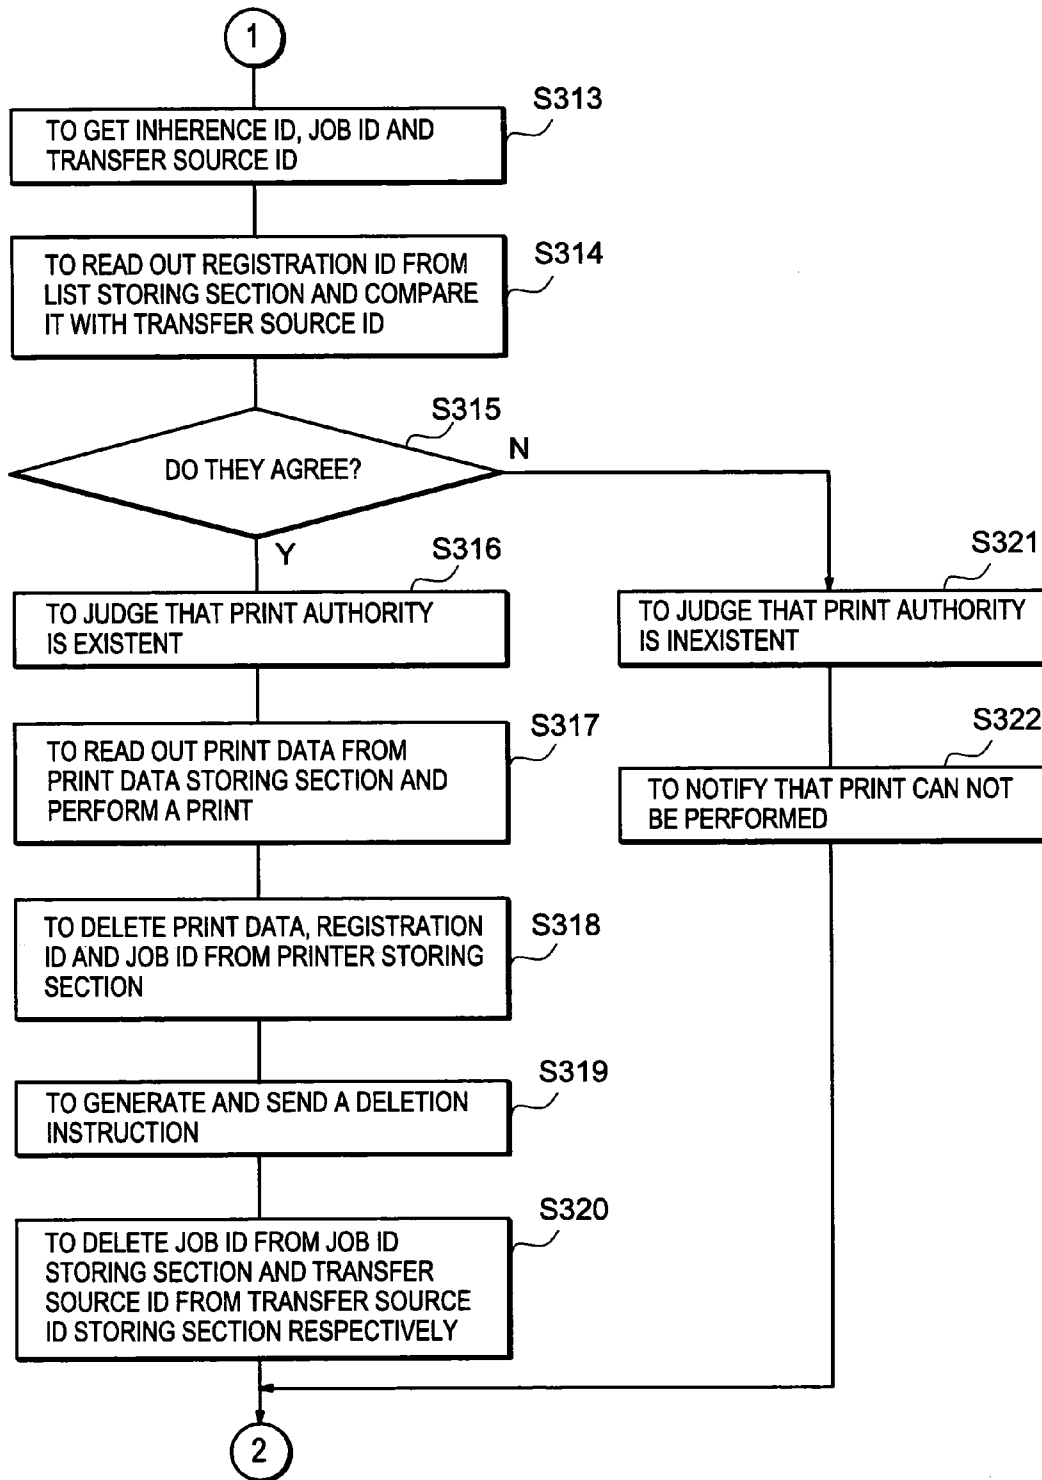 1
S313
TO GET INHERENCE ID, JOB ID AND
TRANSFER SOURCE ID
S314
TO READ OUT REGISTRATION ID FROM
LIST STORING SECTION AND COMPARE
IT WITH TRANSFER SOURCE ID
S315
DO THEY AGREE?
N
Y
S316
TO JUDGE THAT PRINT AUTHORITY
IS EXISTENT
S321
TO JUDGE THAT PRINT AUTHORITY
IS INEXISTENT
S317
TO READ OUT PRINT DATA FROM
PRINT DATA STORING SECTION AND
PERFORM A PRINT
S322
TO NOTIFY THAT PRINT CAN NOT
BE PERFORMED
S318
TO DELETE PRINT DATA, REGISTRATION
ID AND JOB ID FROM PRINTER STORING
SECTION
S319
TO GENERATE AND SEND A DELETION
INSTRUCTION
S320
TO DELETE JOB ID FROM JOB ID
STORING SECTION AND TRANSFER
SOURCE ID FROM TRANSFER SOURCE
ID STORING SECTION RESPECTIVELY
2